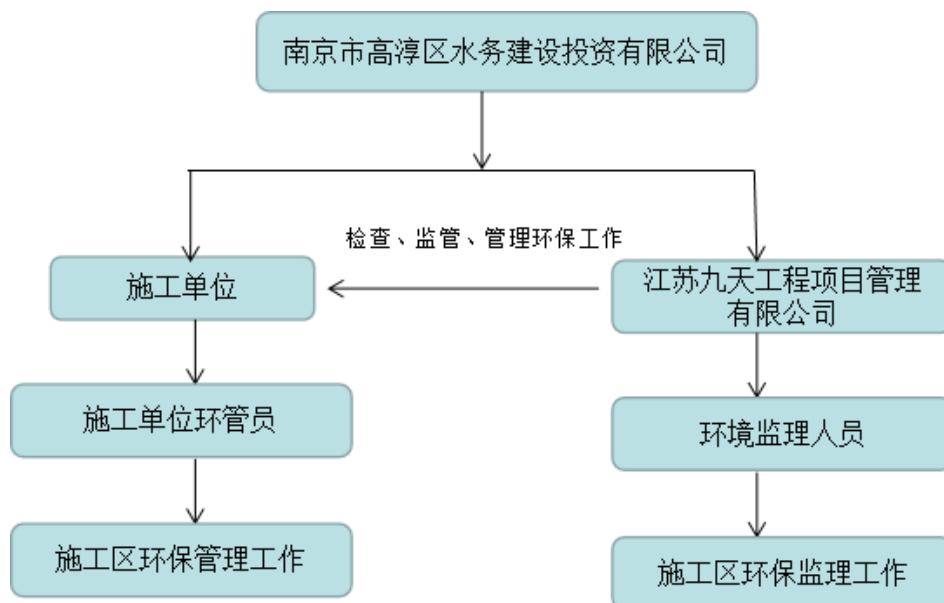 南京市高淳区水务建设投资有限公司
检查、监管、管理环保工作
施工单位
江苏九天工程项目管理
有限公司
施工单位环管员
环境监理人员
施工区环保管理工作
施工区环保监理工作